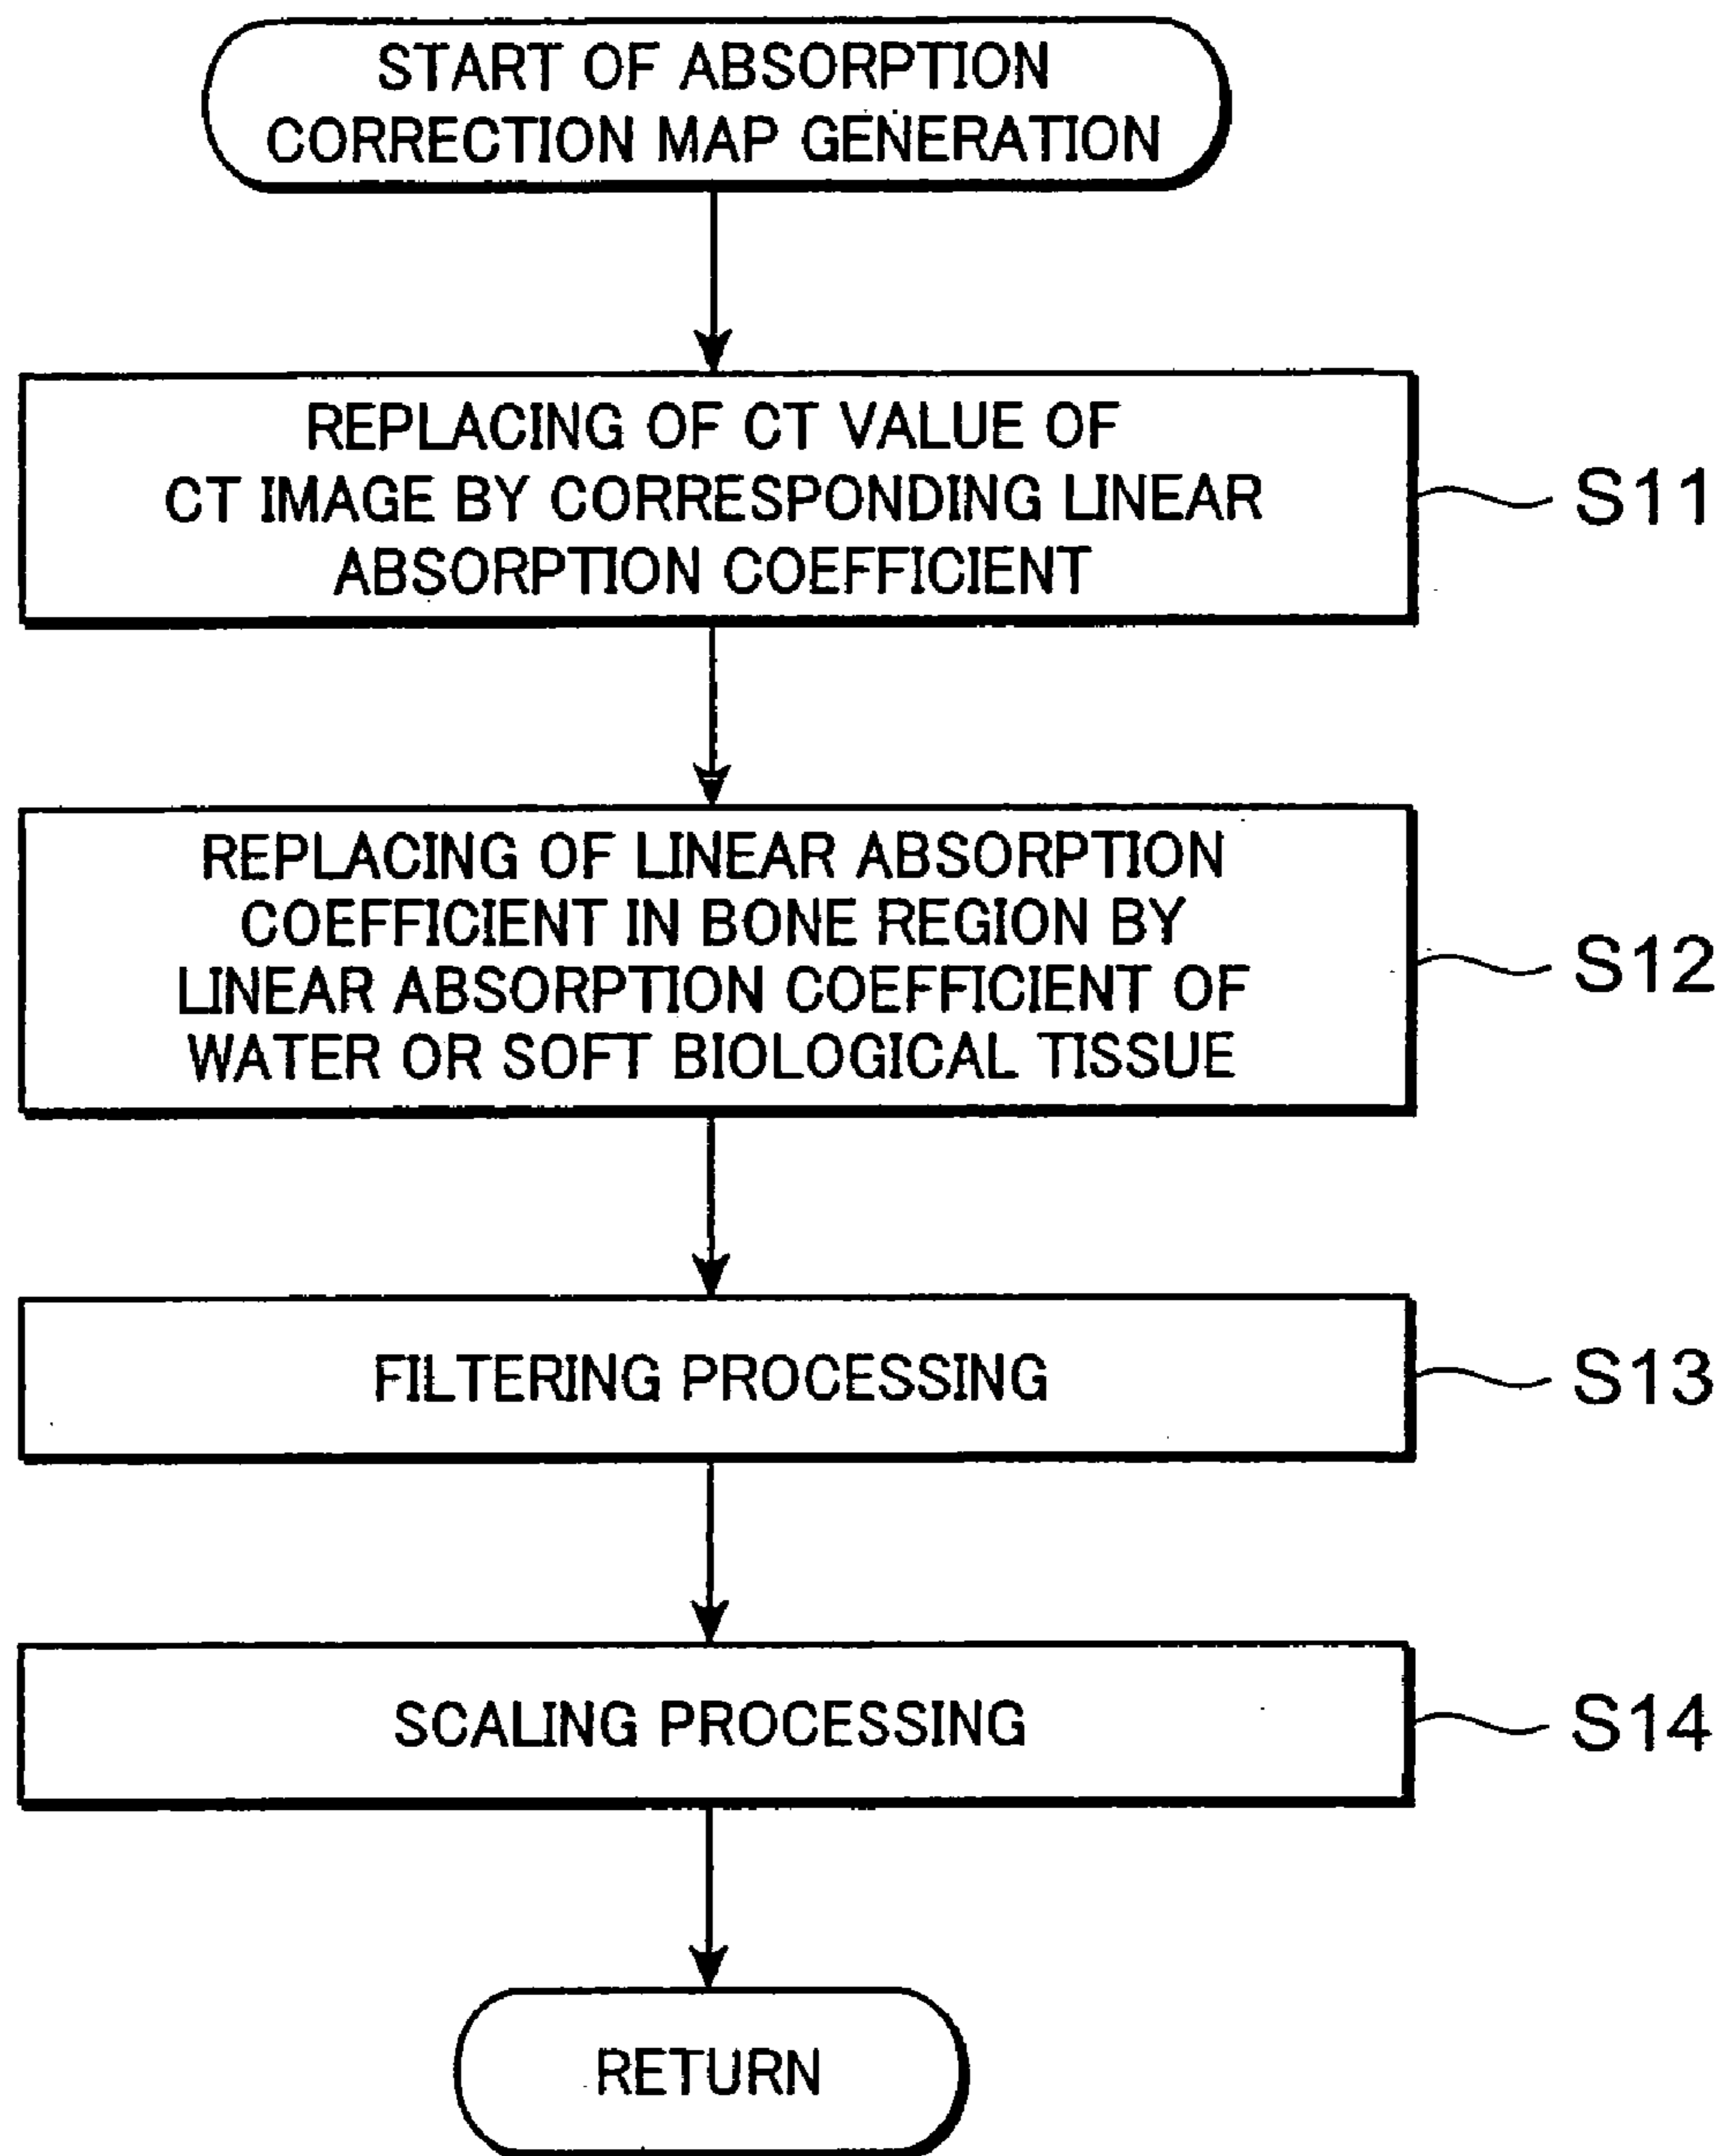 START OF ABSORPTION
CORRECTION MAP GENERATION
REPLACING OF CT VALUE OF
CT IMAGE BY CORRESPONDING LINEAR
ABSORPTION COEFFICIENT
S11
REPLACING OF LINEAR ABSORPTION
COEFFICIENT IN BONE REGION BY
LINEAR ABSORPTION COEFFICIENT OF
WATER OR SOFT BIOLOGICAL TISSUE
S12
FILTERING PROCESSING
S13
SCALING PROCESSING
S14
RETURN